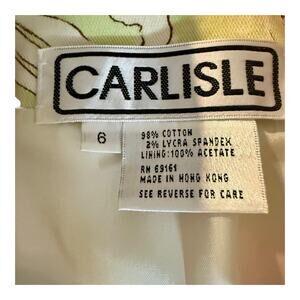 CARLISLE
6
98% COTTON
2% LYCRA SPANDEX
LINING:100% ACETATE
RN 69161
MADE IN HONG KONG
SEE REVERSE FOR CARE